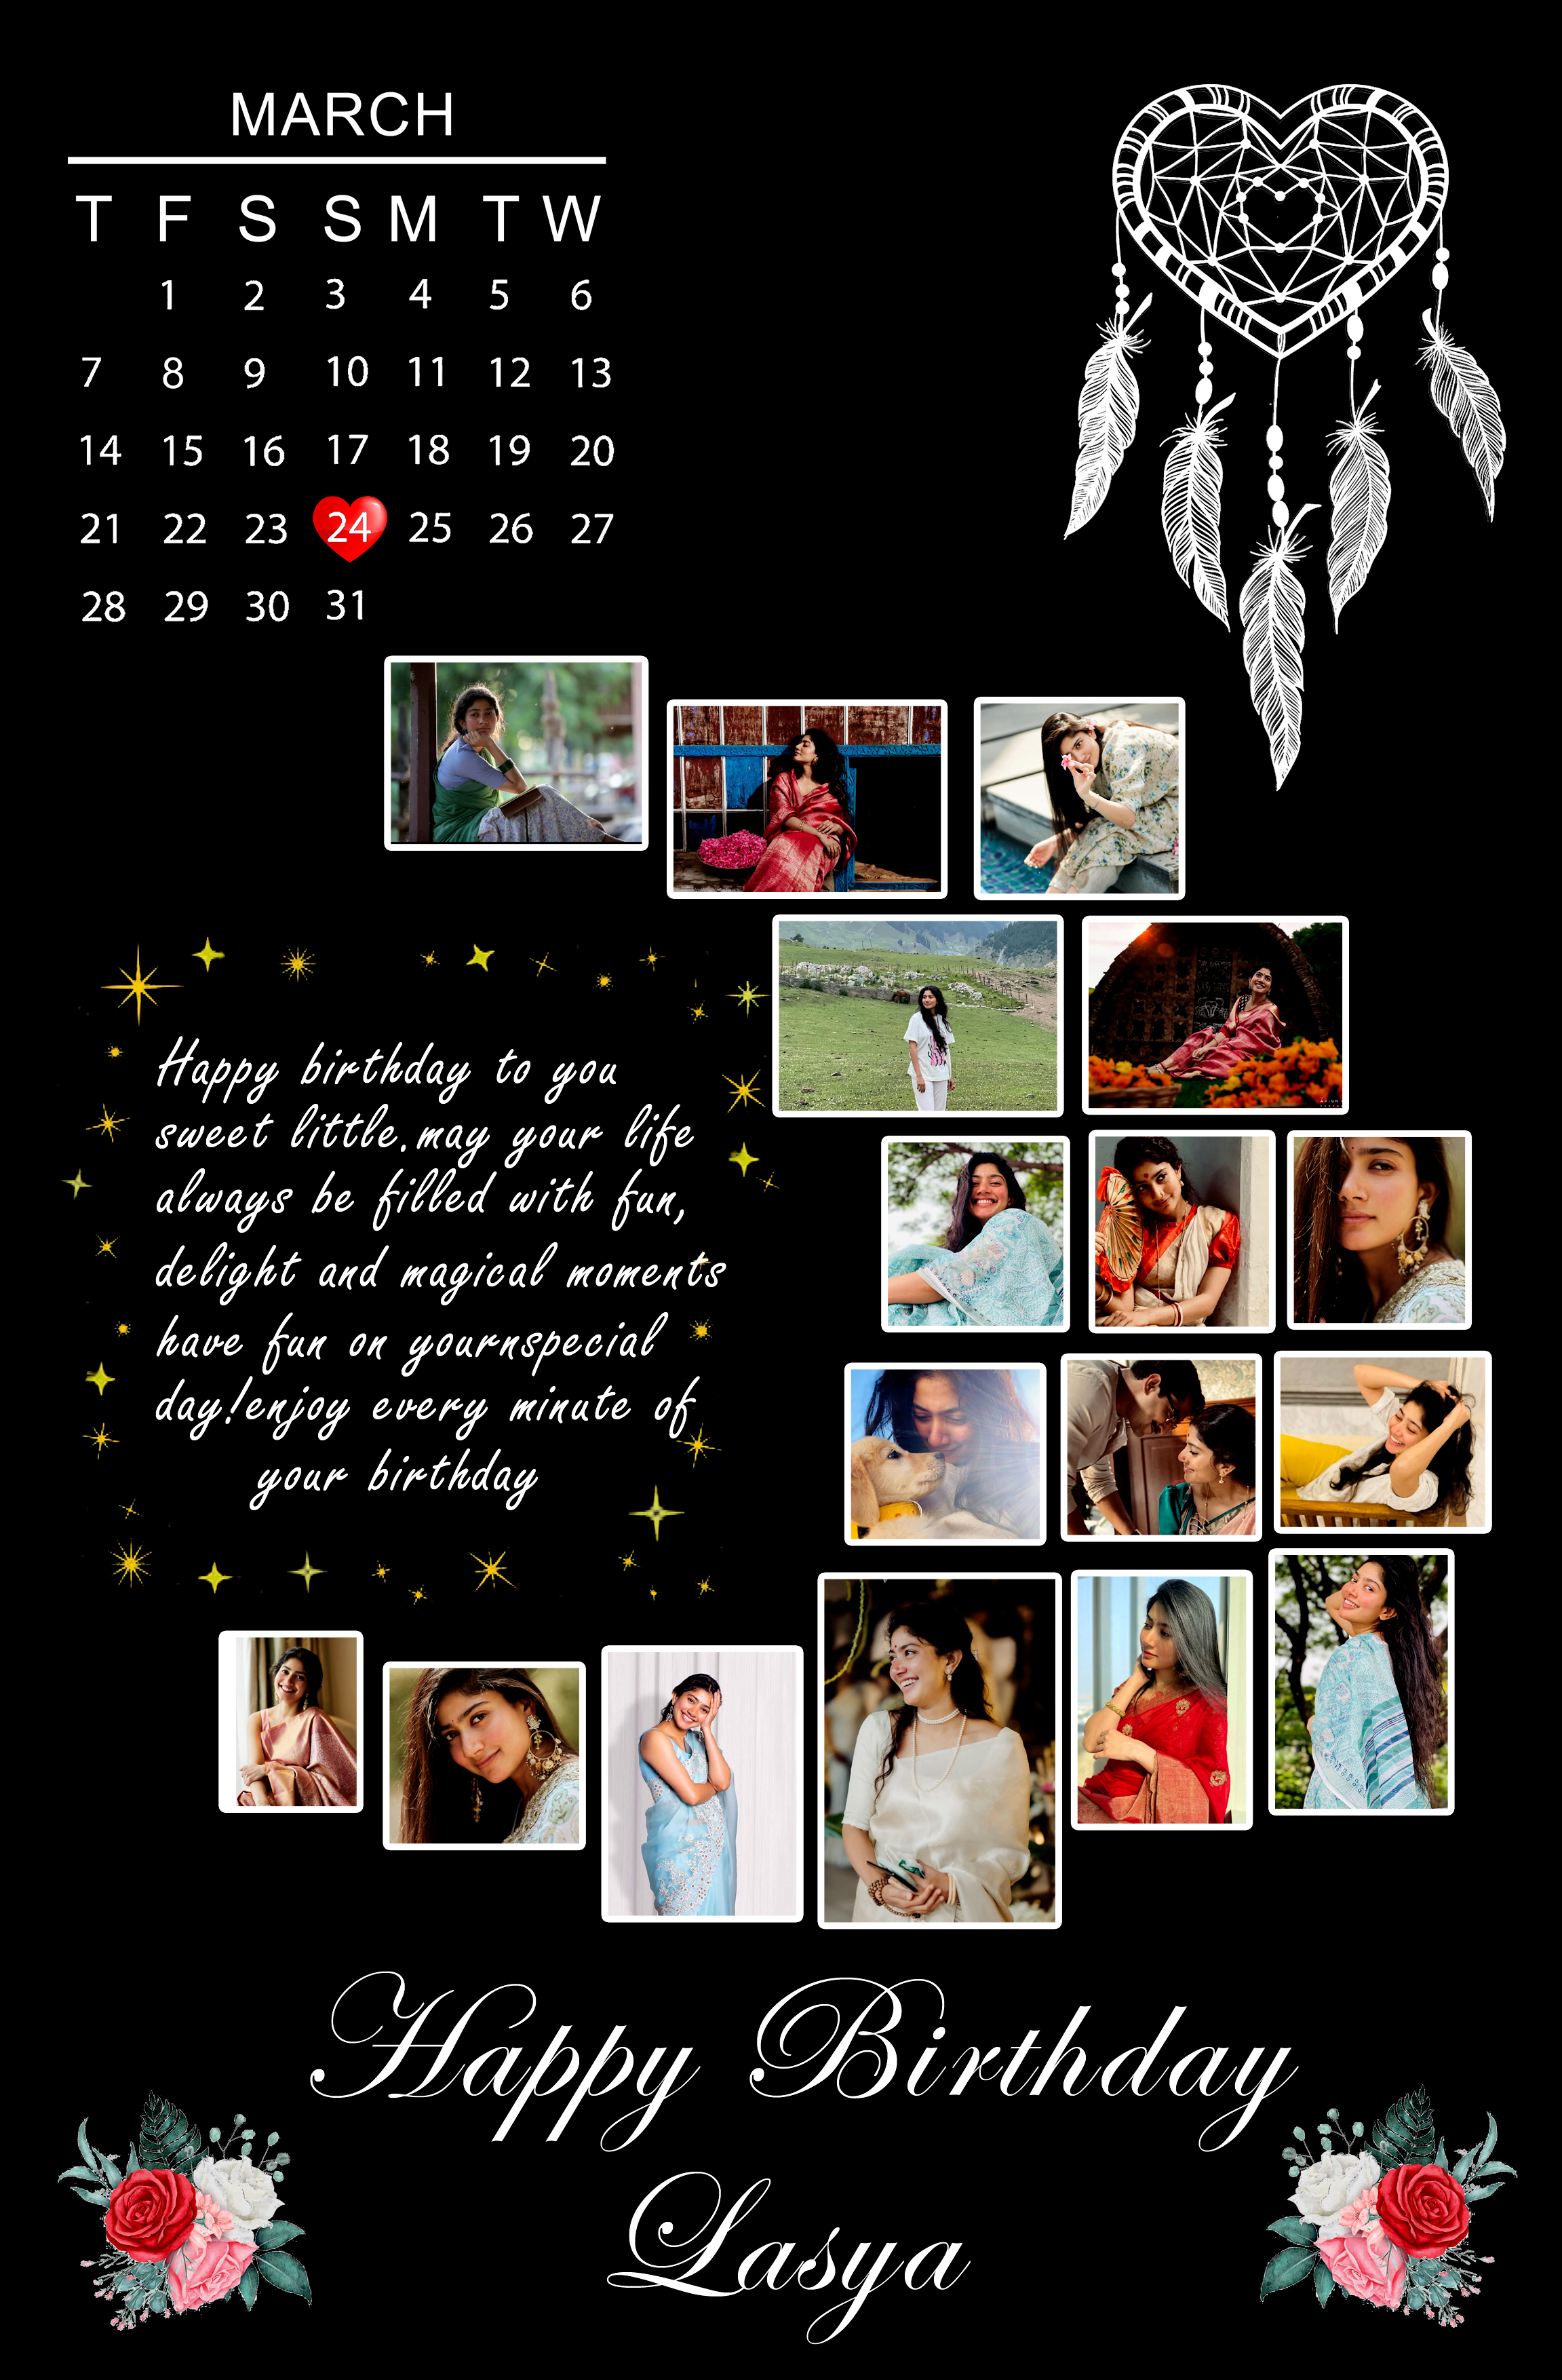 MARCH
T F S S M T W
1 2 3 4 5 6
7 8 9 10 11 12 13
14 15 16 17 18 19 20
21 22 23 24 25 26 27
28 29 30 31
Happy birthday to you
sweet little.may your life
always be filled with fun,
delight and magical moments
have fun on yournspecial
day!enjoy every minute of
your birthday
Happy Birthday
Lasya